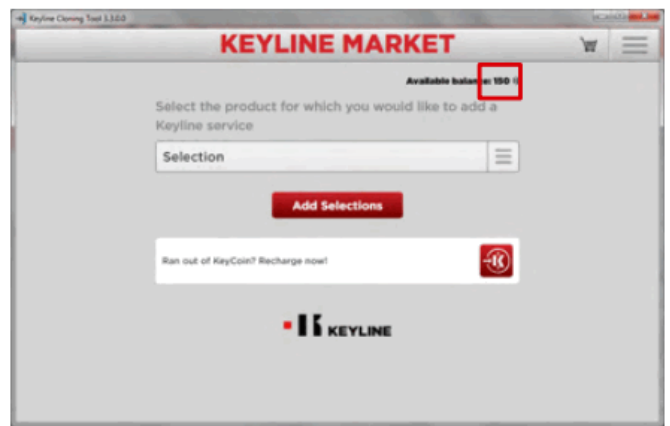 Keyline Cloning Tool 3.3.0.0
KEYLINE MARKET
Available balance: 150
Select the product for which you would like to add a
Keyline service
Selection
Add Selections
Ran out of KeyCoin? Recharge now!
KEYLINE